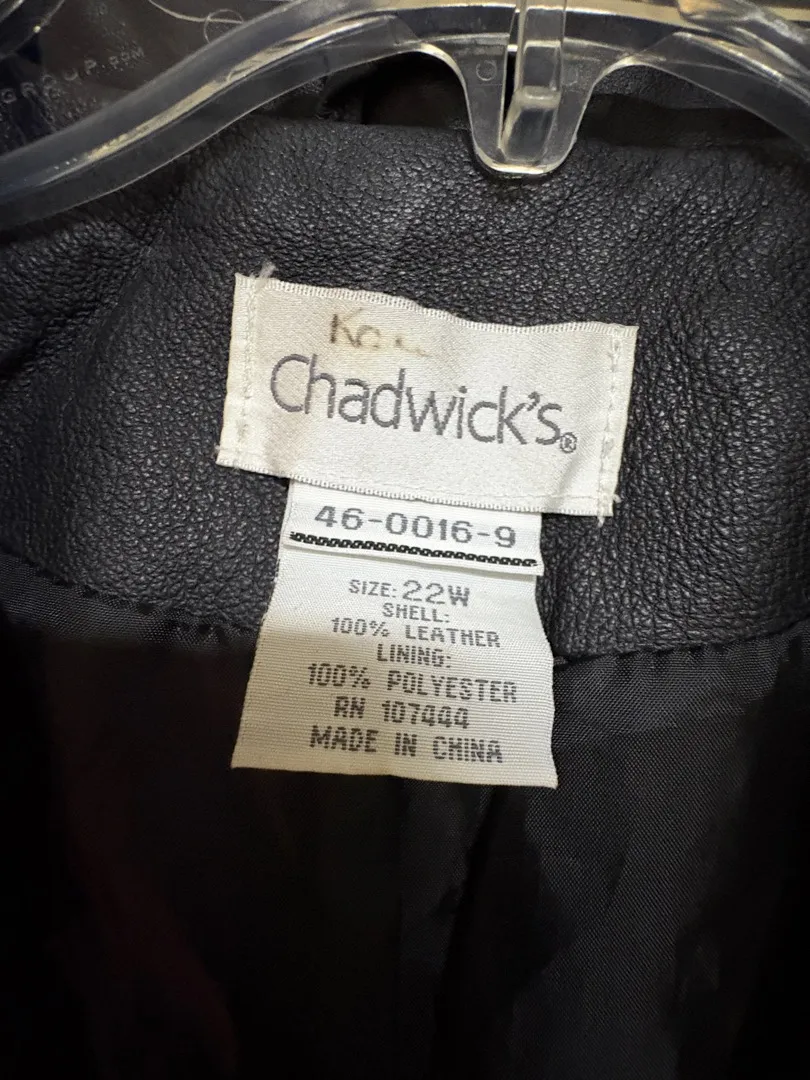 Chadwick's®
46-0016-9
SIZE: 22W
SHELL:
100% LEATHER
LINING:
100% POLYESTER
RN 107444
MADE IN CHINA